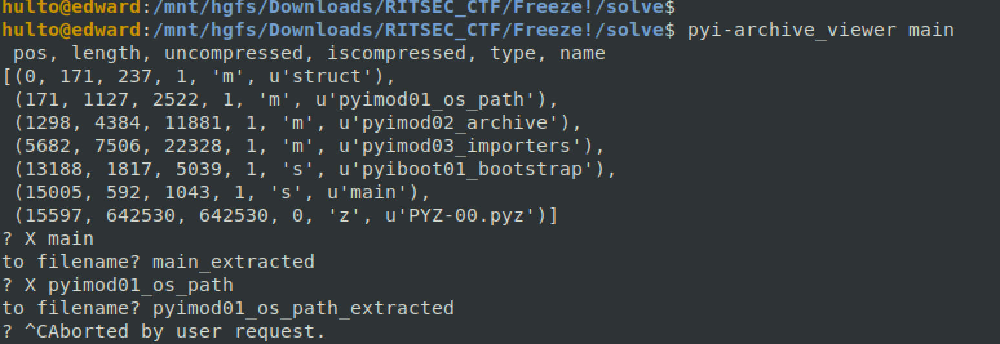 hulto@edward:/mnt/hgfs/Downloads/RITSEC_CTF/Freeze!/solve$
hulto@edward:/mnt/hgfs/Downloads/RITSEC_CTF/Freeze!/solve$ pyi-archive_viewer main
 pos, length, uncompressed, iscompressed, type, name
[(0, 171, 237, 1, 'm', u'struct'),
 (171, 1127, 2522, 1, 'm', u'pyimod01_os_path'),
 (1298, 4384, 11881, 1, 'm', u'pyimod02_archive'),
 (5682, 7506, 22328, 1, 'm', u'pyimod03_importers'),
 (13188, 1817, 5039, 1, 's', u'pyiboot01_bootstrap'),
 (15005, 592, 1043, 1, 's', u'main'),
 (15597, 642530, 642530, 0, 'z', u'PYZ-00.pyz')]
? X main
to filename? main_extracted
? X pyimod01_os_path
to filename? pyimod01_os_path_extracted
? ^CAborted by user request.